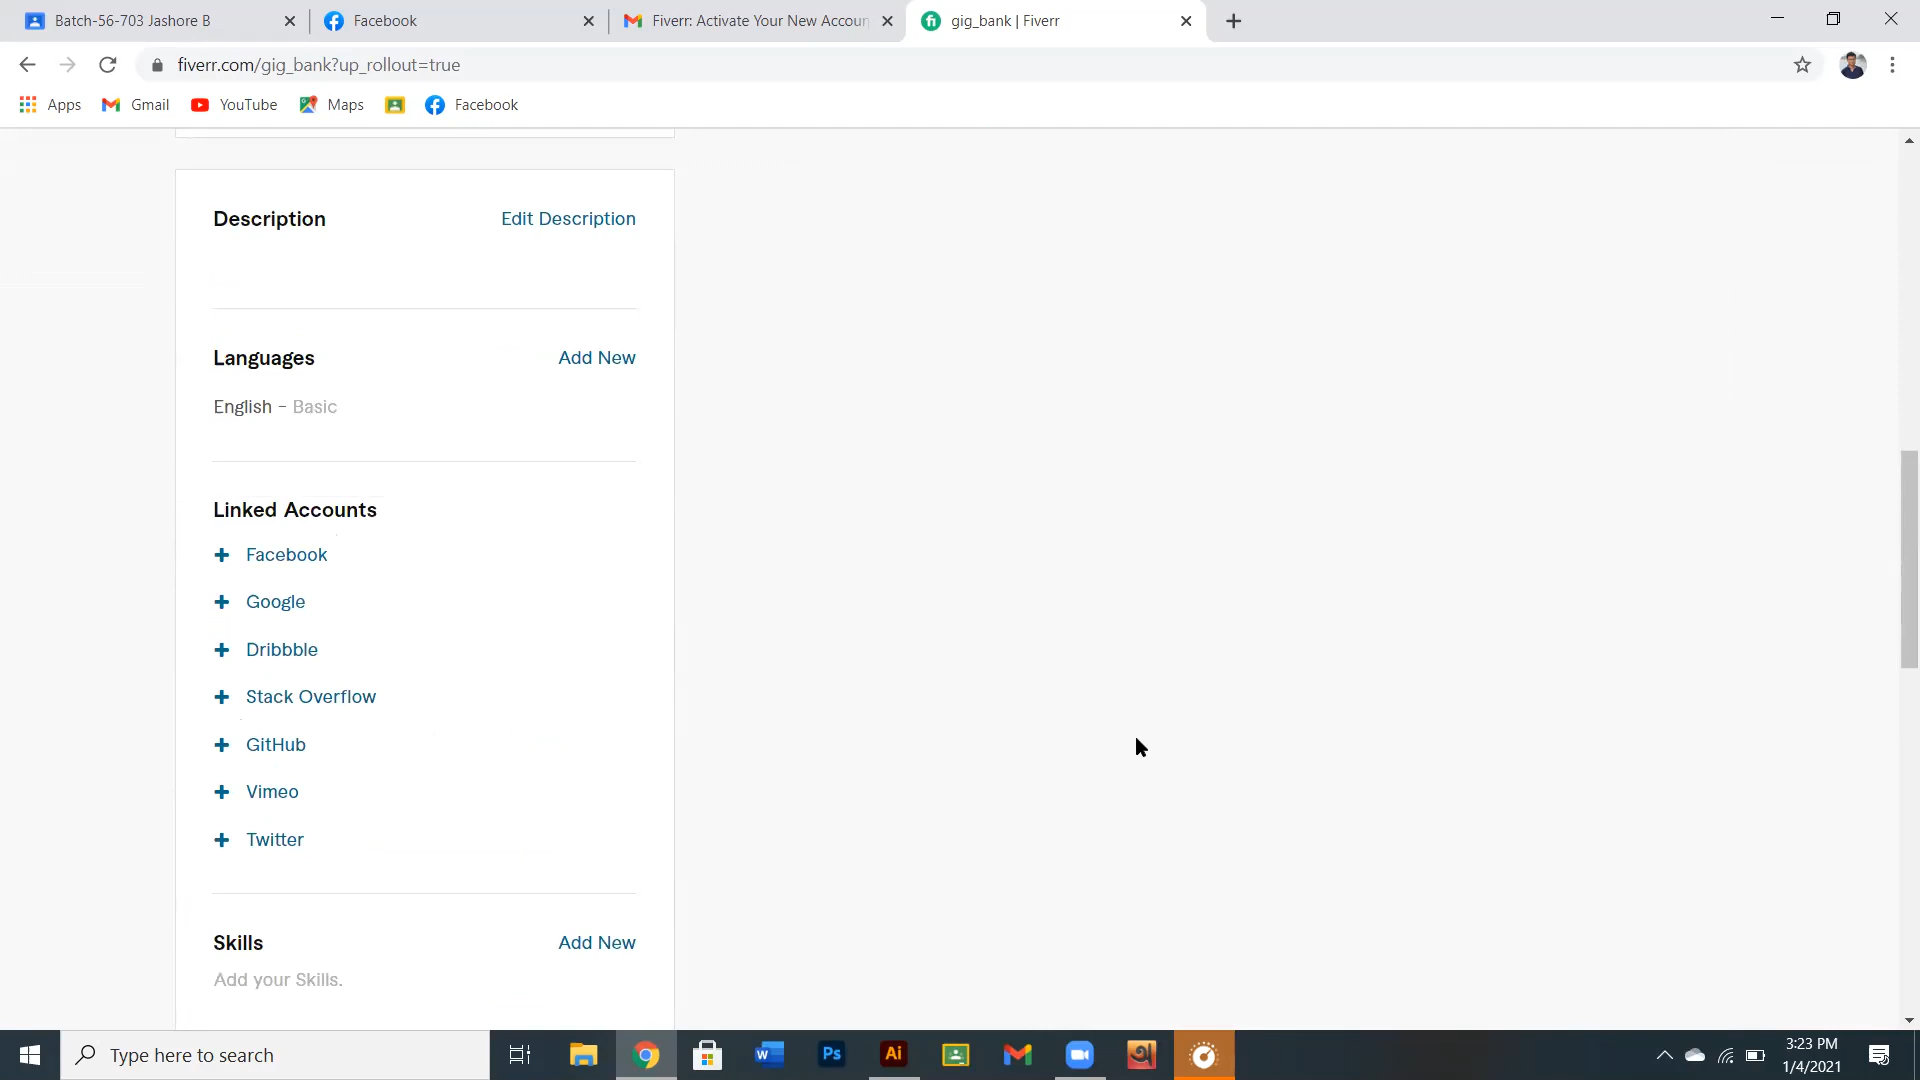 Batch-56-703 Jashore B
Facebook
Fiverr: Activate Your New Accoun
gig_bank | Fiverr
fiverr.com/gig_bank?up_rollout=true
Apps
Gmail
YouTube
Maps
Facebook
Description
Edit Description
Languages
Add New
English - Basic
Linked Accounts
+ Facebook
+ Google
+ Dribbble
+ Stack Overflow
+ GitHub
+ Vimeo
+ Twitter
Skills
Add New
Add your Skills.
Type here to search
Ps
Ai
3:23 PM
1/4/2021